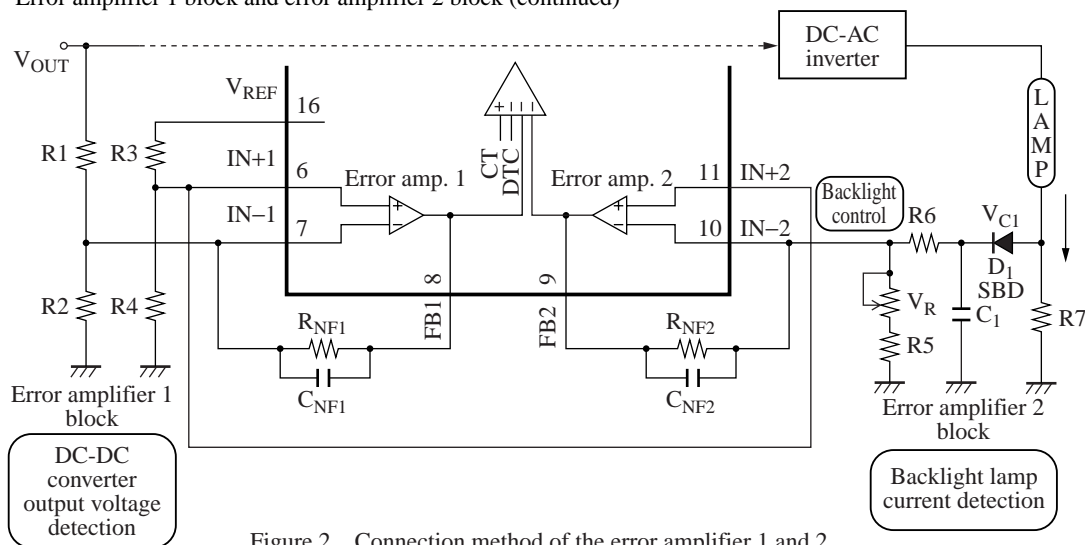 Error amplifier 1 block and error amplifier 2 block (continued)
DC-AC
inverter
VOUT
VREF
16
L
A
M
P
R1
R3
IN+1
6
Error amp. 1
CT
DTC
Error amp. 2
11
IN+2
Backlight
control
IN−1
7
10
IN−2
R6
VC1
D1
SBD
R2
R4
8
FB1
9
FB2
VR
C1
R7
RNF1
RNF2
R5
CNF1
CNF2
Error amplifier 1
block
Error amplifier 2
block
DC-DC
converter
output voltage
detection
Backlight lamp
current detection
Figure 2. Connection method of the error amplifier 1 and 2